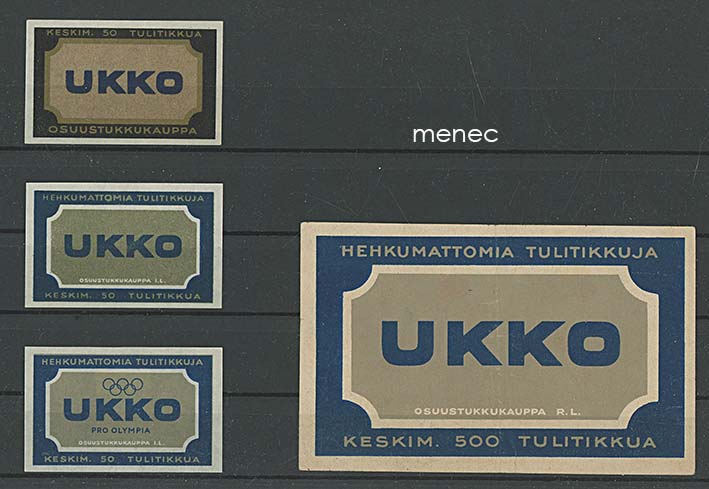 KESKIM. 50 TULITIKKUA
UKKO
OSUUSTUKKUKAUPPA
menec
HEHKUMATTOMIA TULITIKKUJA
UKKO
OSUUSTUKKUKAUPPA I.L.
KESKIM. 50 TULITIKKUA
HEHKUMATTOMIA TULITIKKUJA
UKKO
PRO OLYMPIA
OSUUSTUKKUKAUPPA I.L.
KESKIM. 50 TULITIKKUA
HEHKUMATTOMIA TULITIKKUJA
UKKO
OSUUSTUKKUKAUPPA R.L.
KESKIM. 500 TULITIKKUA